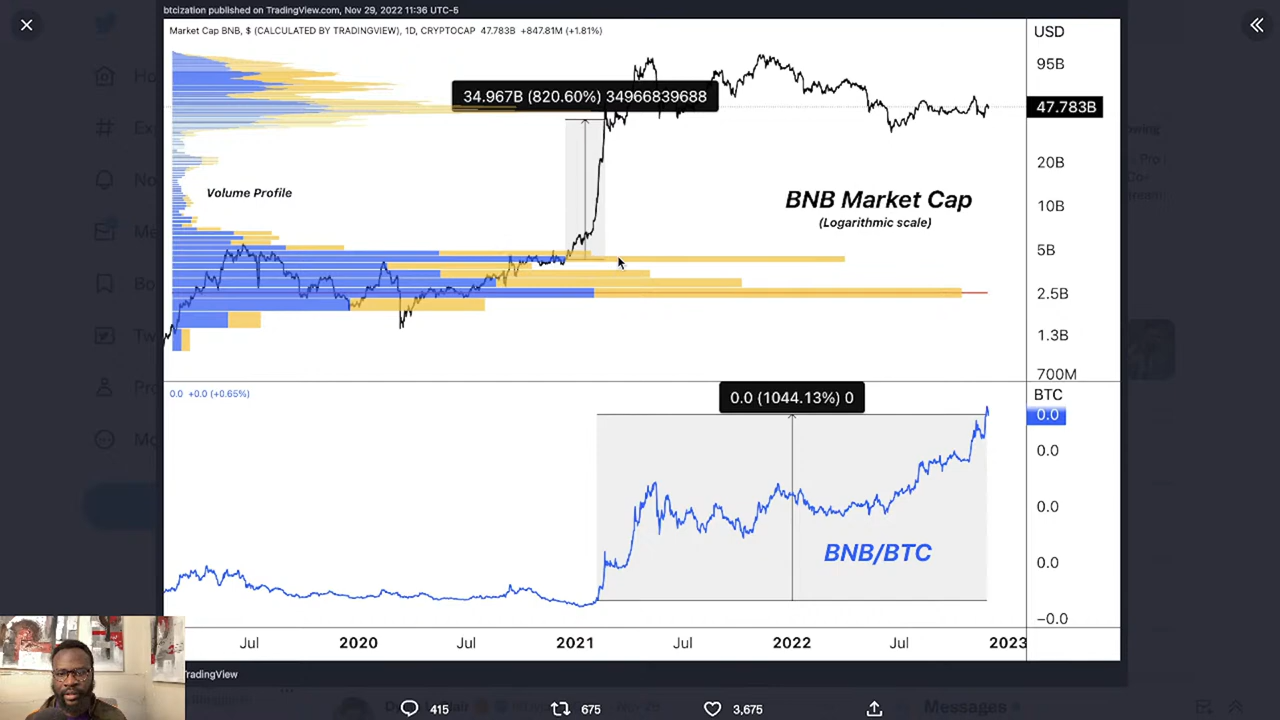 btcization published on TradingView.com, Nov 29, 2022 11:36 UTC-5
Market Cap BNB, $ (CALCULATED BY TRADINGVIEW), 1D, CRYPTOCAP 47.783B +847.81M (+1.81%)
USD
95B
34.967B (820.60%) 34966839688
47.783B
20B
Volume Profile
BNB Market Cap
10B
(Logarithmic scale)
5B
2.5B
1.3B
700M
0.0 +0.0 (+0.65%)
0.0 (1044.13%) 0
BTC
0.0
0.0
0.0
BNB/BTC
0.0
−0.0
Jul
2020
Jul
2021
Jul
2022
Jul
2023
TradingView
415
675
3,675
Messages